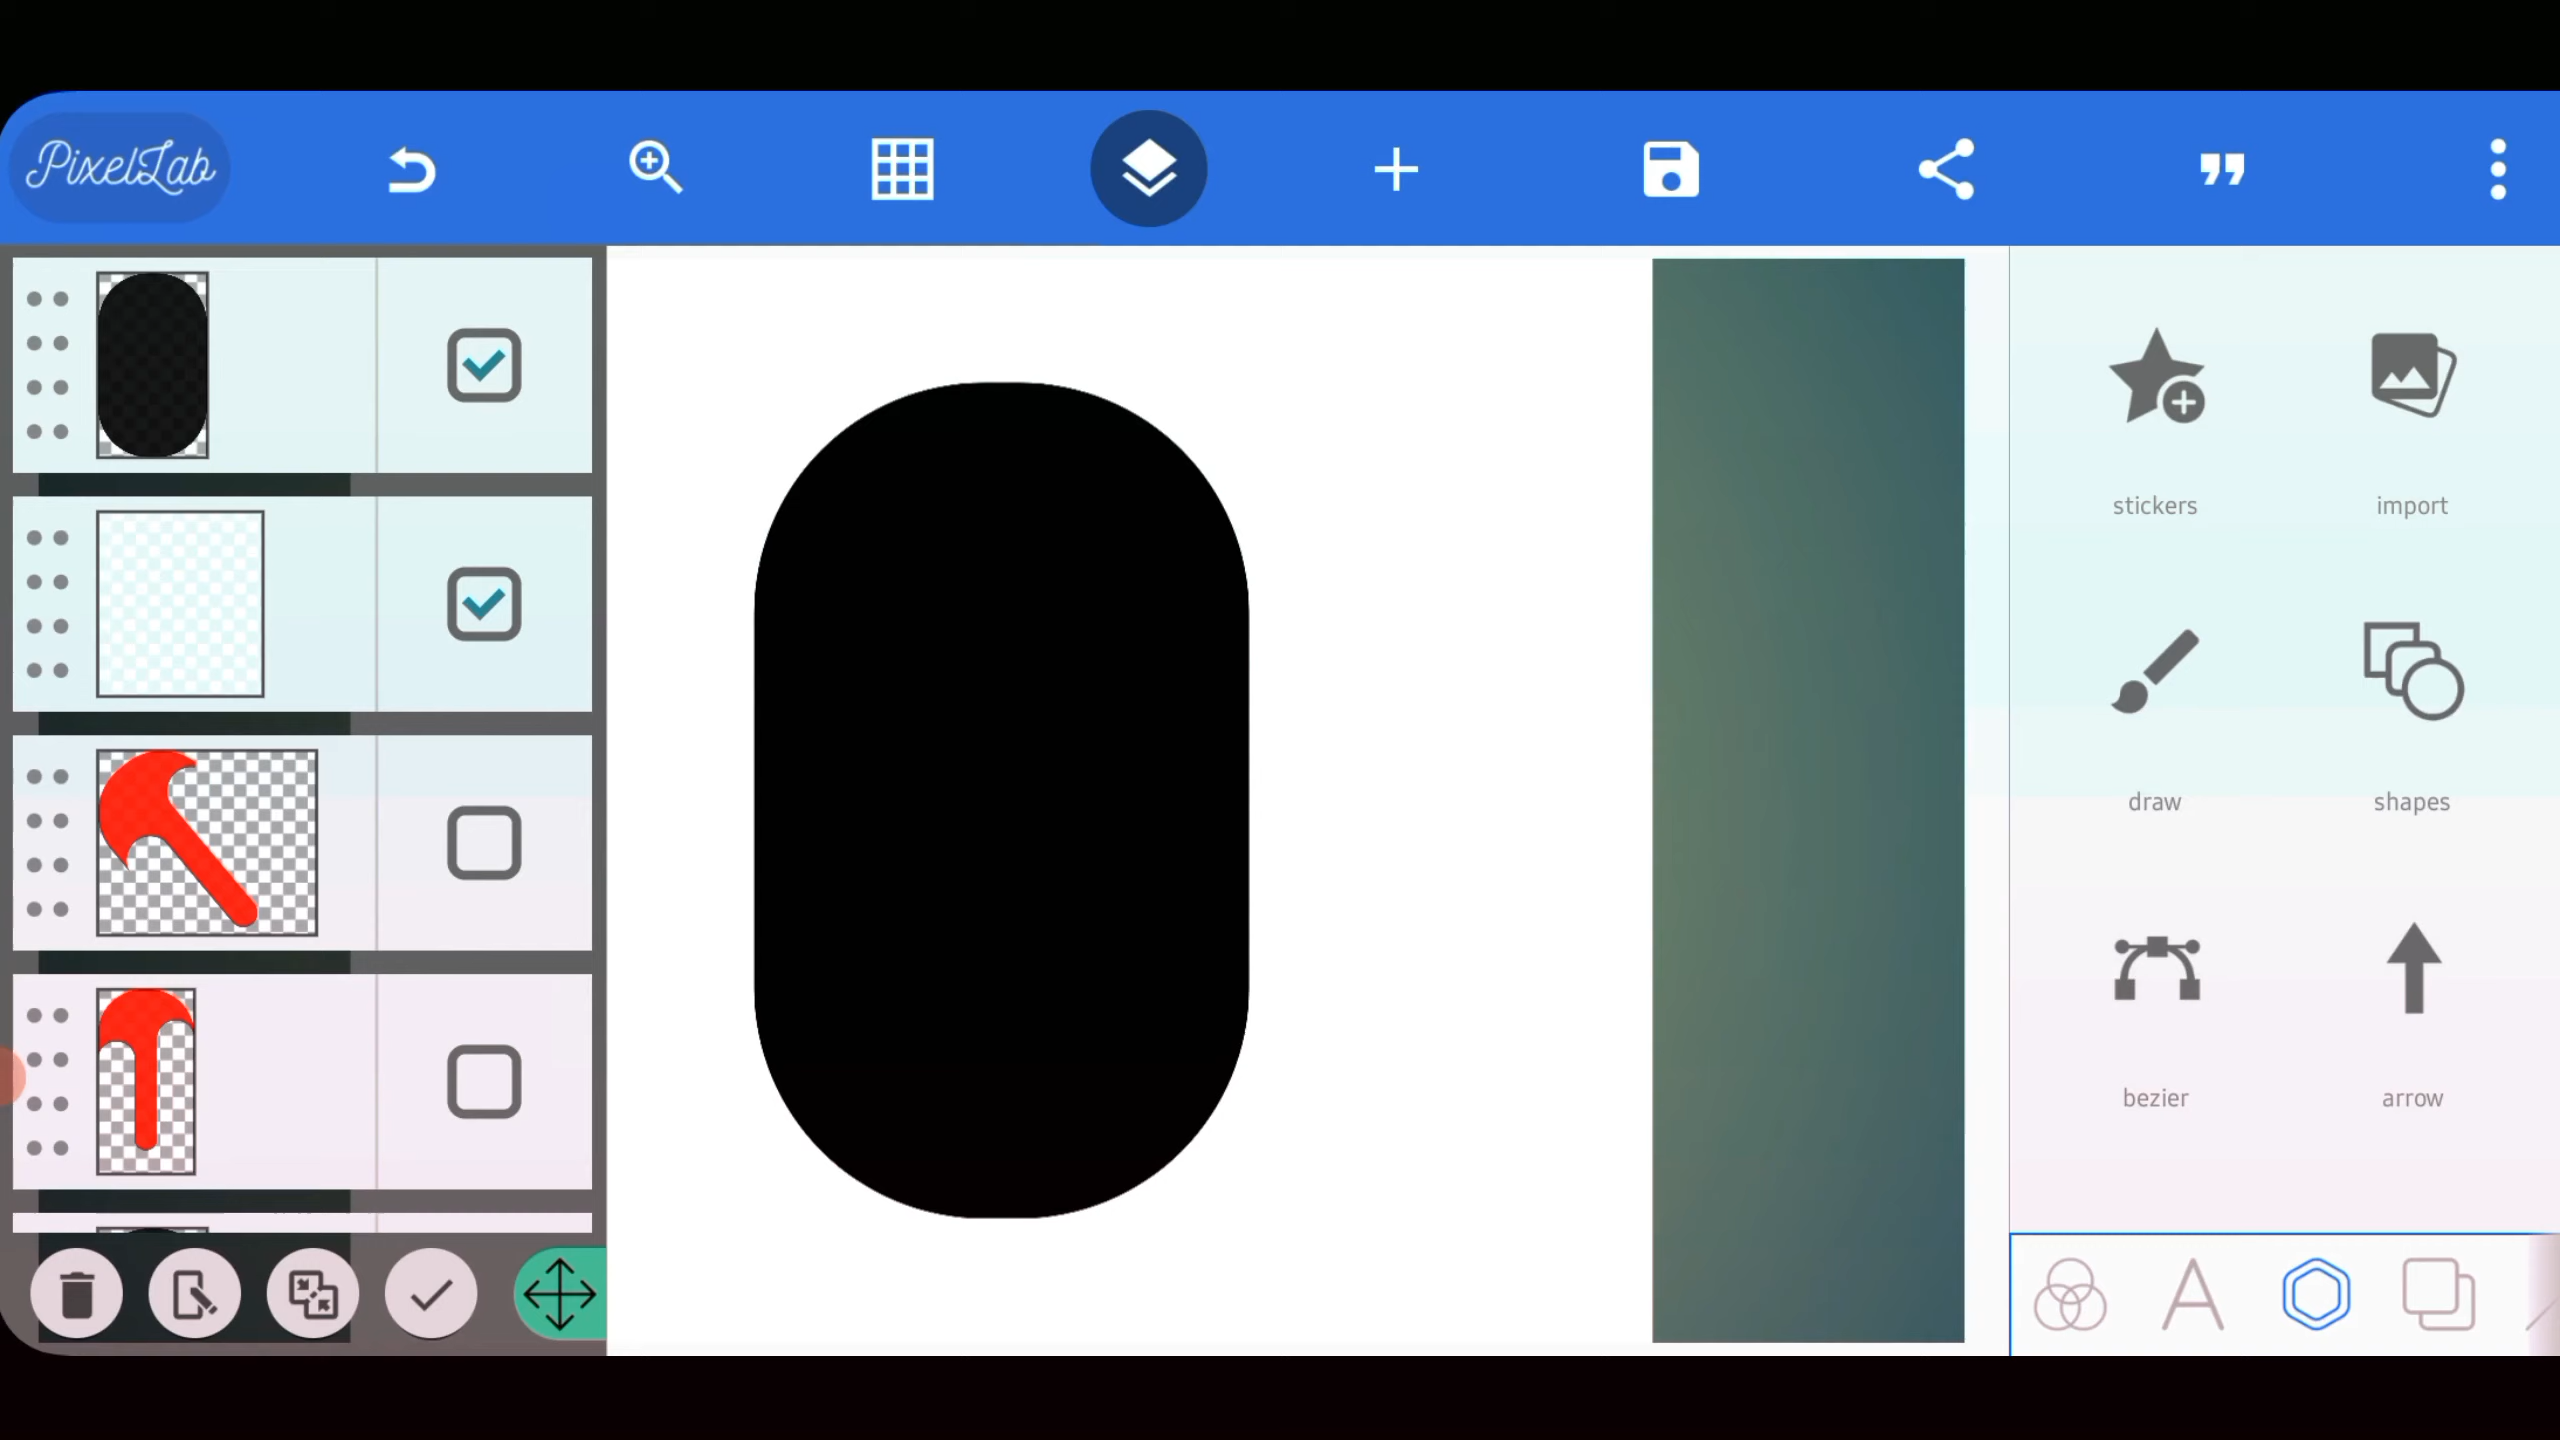 PixelLab
stickers
import
draw
shapes
bezier
arrow